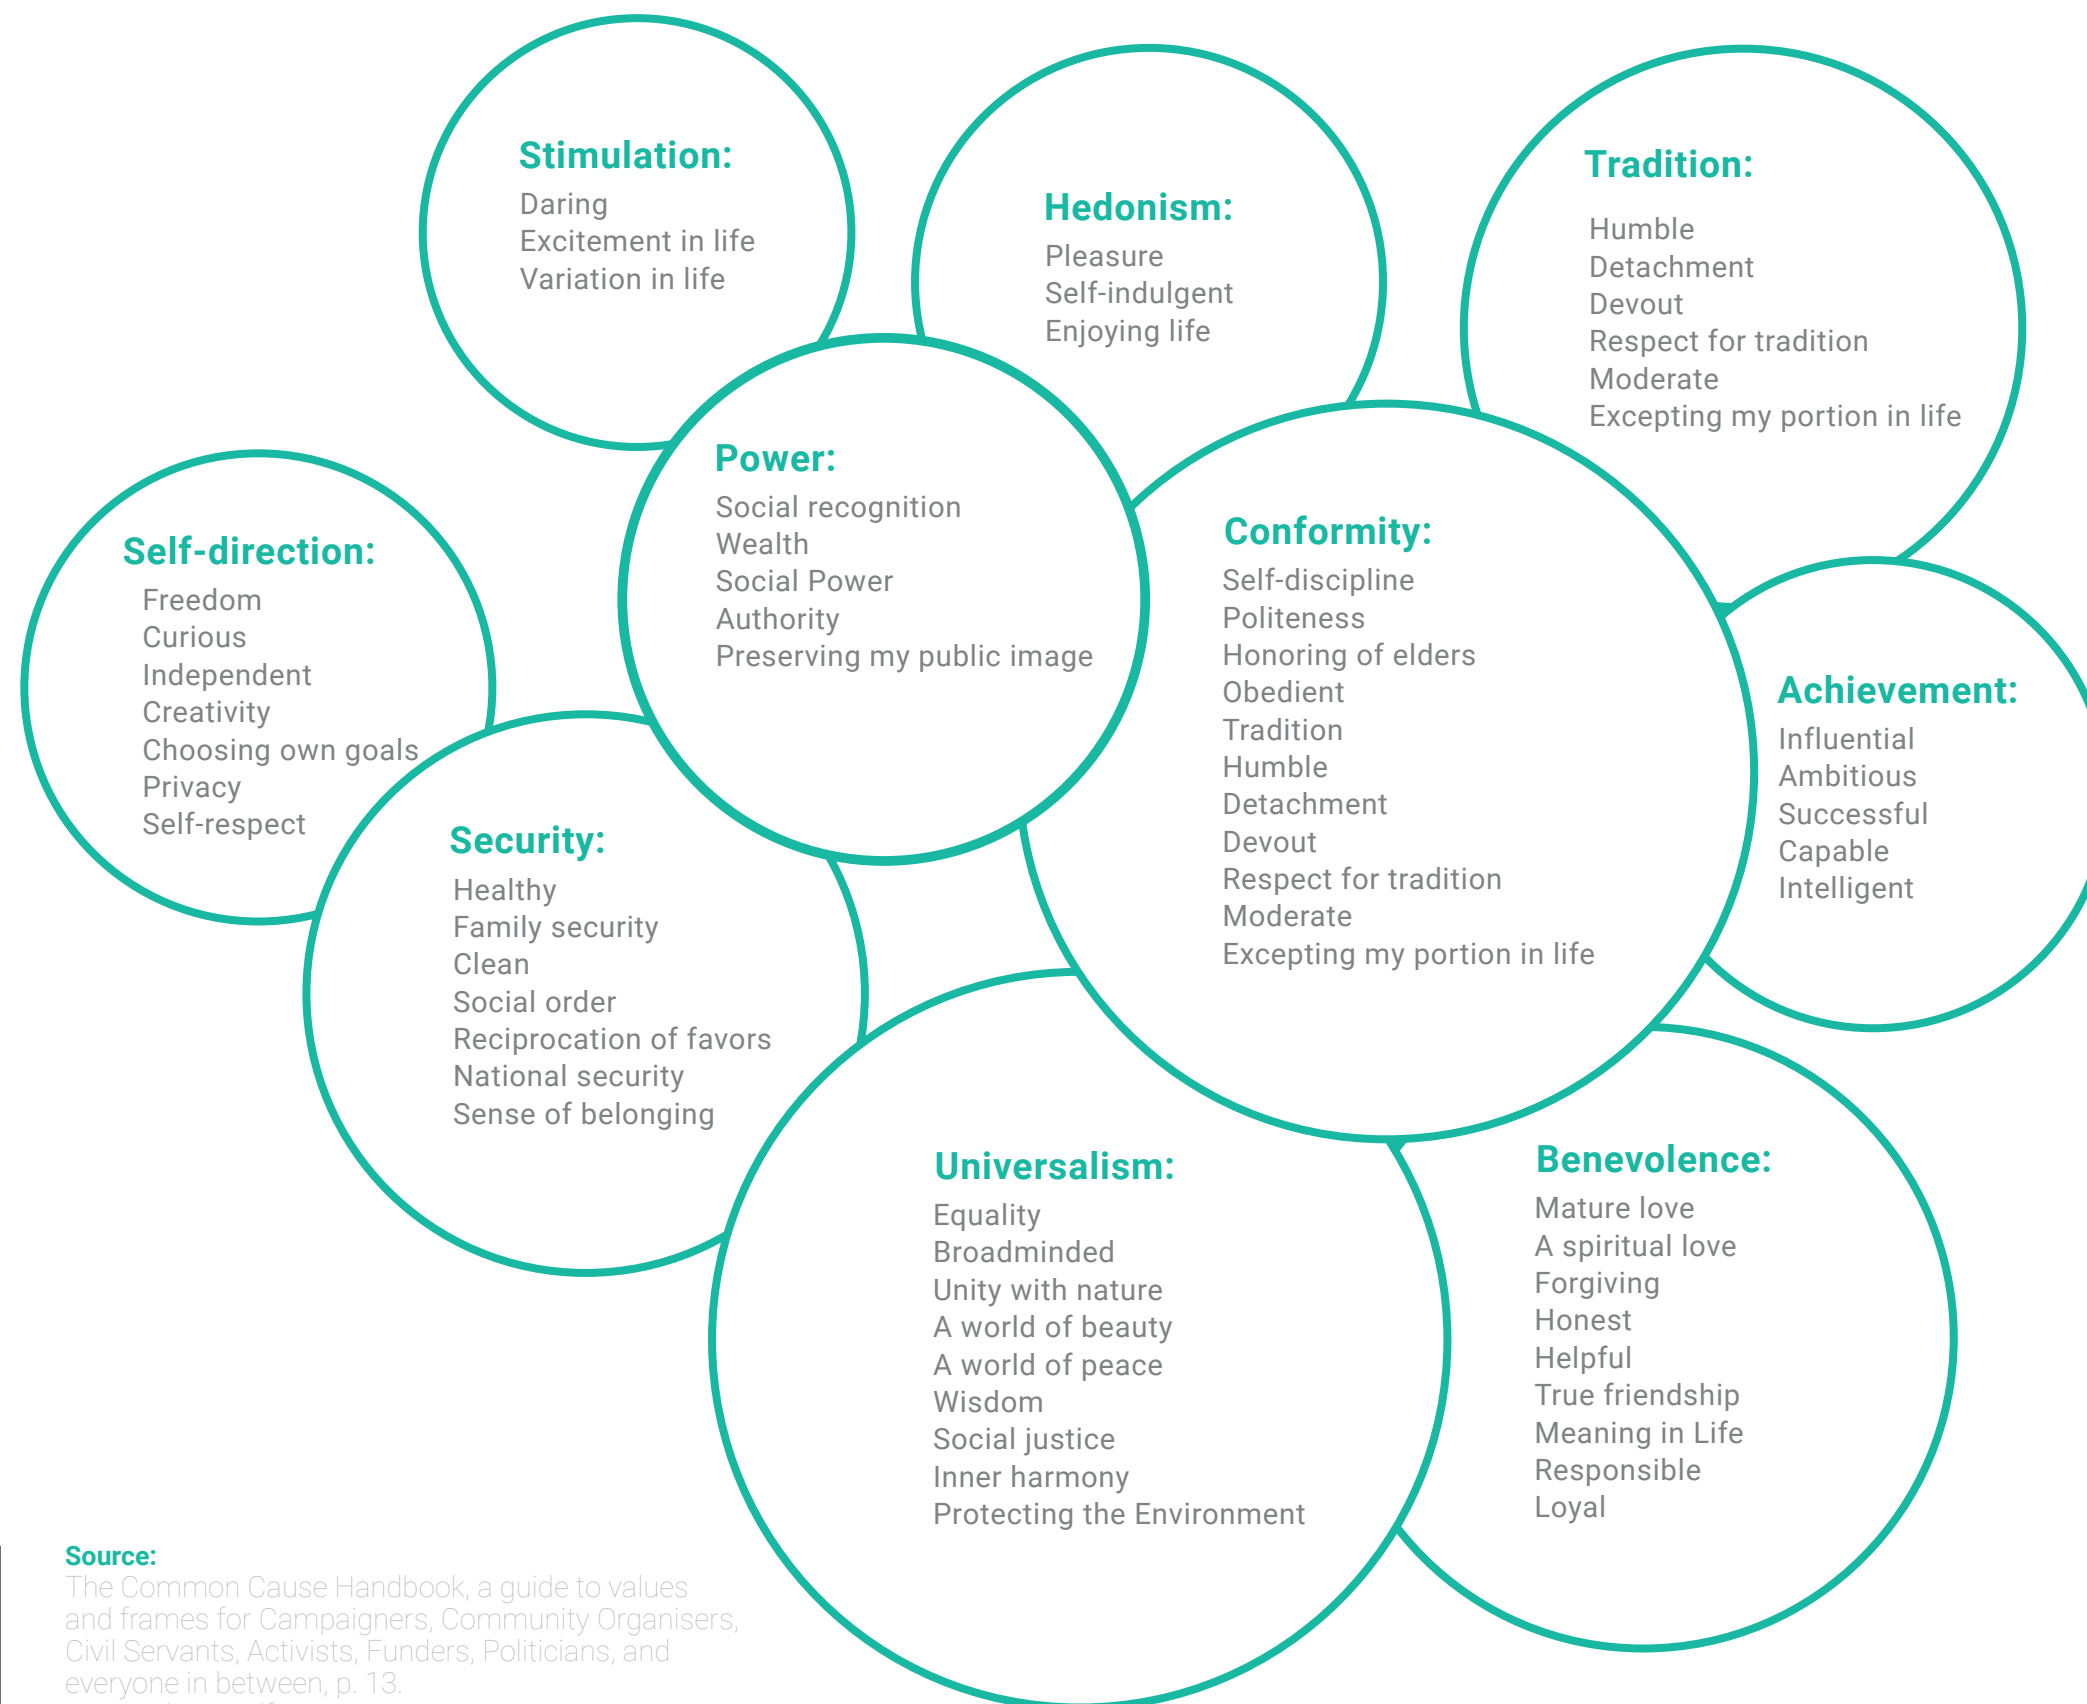 Stimulation:
Daring
Excitement in life
Variation in life
Hedonism:
Pleasure
Self-indulgent
Enjoying life
Tradition:
Humble
Detachment
Devout
Respect for tradition
Moderate
Excepting my portion in life
Power:
Social recognition
Wealth
Social Power
Authority
Preserving my public image
Conformity:
Self-discipline
Politeness
Honoring of elders
Obedient
Tradition
Humble
Detachment
Devout
Respect for tradition
Moderate
Excepting my portion in life
Self-direction:
Freedom
Curious
Independent
Creativity
Choosing own goals
Privacy
Self-respect
Achievement:
Influential
Ambitious
Successful
Capable
Intelligent
Security:
Healthy
Family security
Clean
Social order
Reciprocation of favors
National security
Sense of belonging
Universalism:
Equality
Broadminded
Unity with nature
A world of beauty
A world of peace
Wisdom
Social justice
Inner harmony
Protecting the Environment
Benevolence:
Mature love
A spiritual love
Forgiving
Honest
Helpful
True friendship
Meaning in Life
Responsible
Loyal
Source:
The Common Cause Handbook, a guide to values
and frames for Campaigners, Community Organisers,
Civil Servants, Activists, Funders, Politicians, and
everyone in between, p. 13.